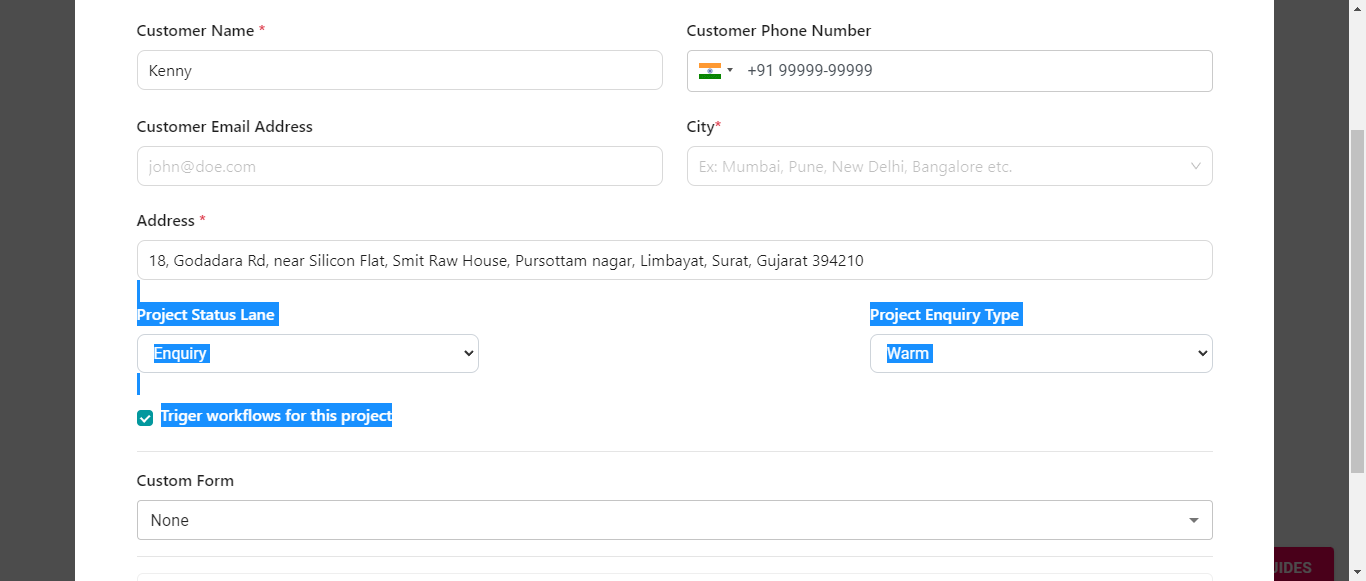 Customer Name *
Customer Phone Number
Kenny
+91 99999-99999
Customer Email Address
City*
john@doe.com
Ex: Mumbai, Pune, New Delhi, Bangalore etc.
Address *
18, Godadara Rd, near Silicon Flat, Smit Raw House, Pursottam nagar, Limbayat, Surat, Gujarat 394210
Project Status Lane
Project Enquiry Type
Enquiry
Warm
Triger workflows for this project
Custom Form
None